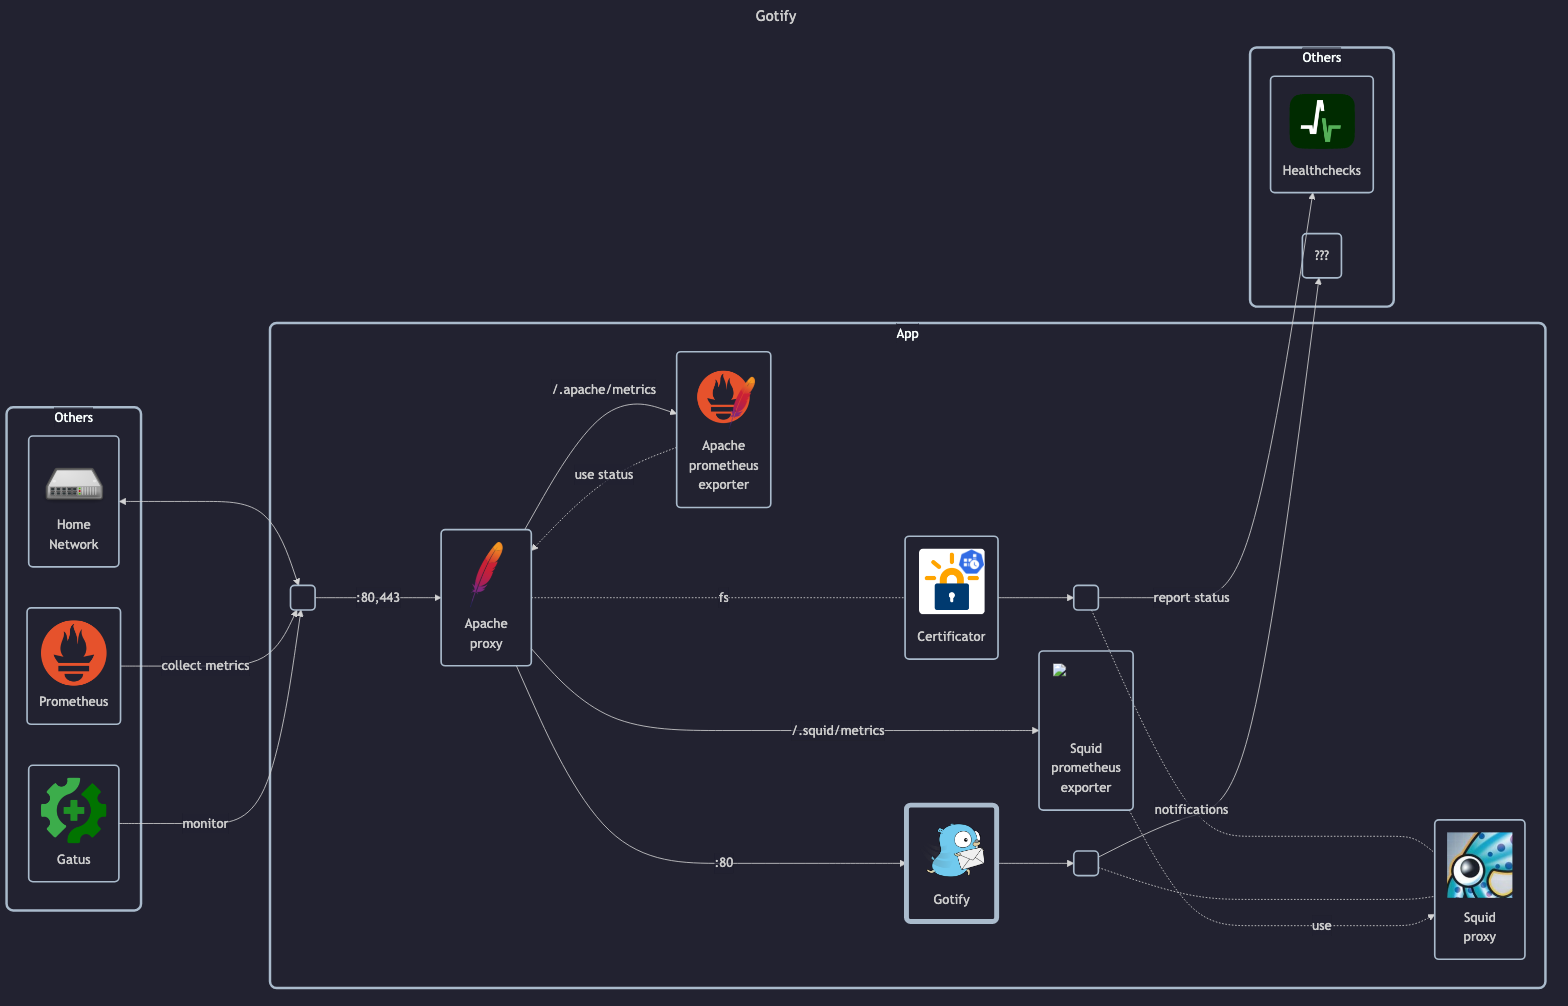 Gotify
Others
Healthchecks
???
App
/.apache/metrics
Apache
prometheus
exporter
use status
Others
Home
Network
Prometheus
Gatus
collect metrics
monitor
:80,443
Apache
proxy
fs
Certificator
report status
/.squid/metrics
Squid
prometheus
exporter
:80
Gotify
notifications
use
Squid
proxy